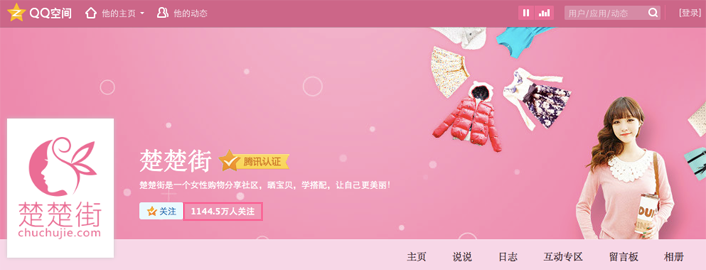 QQ空间 他的主页 他的动态 用户/应用/动态 [登录]
楚楚街 腾讯认证
楚楚街是一个女性购物分享社区，晒宝贝，学搭配，让自己更美丽！
关注 1144.5万人关注
楚楚街
chuchujie.com
主页 说说 日志 互动专区 留言板 相册